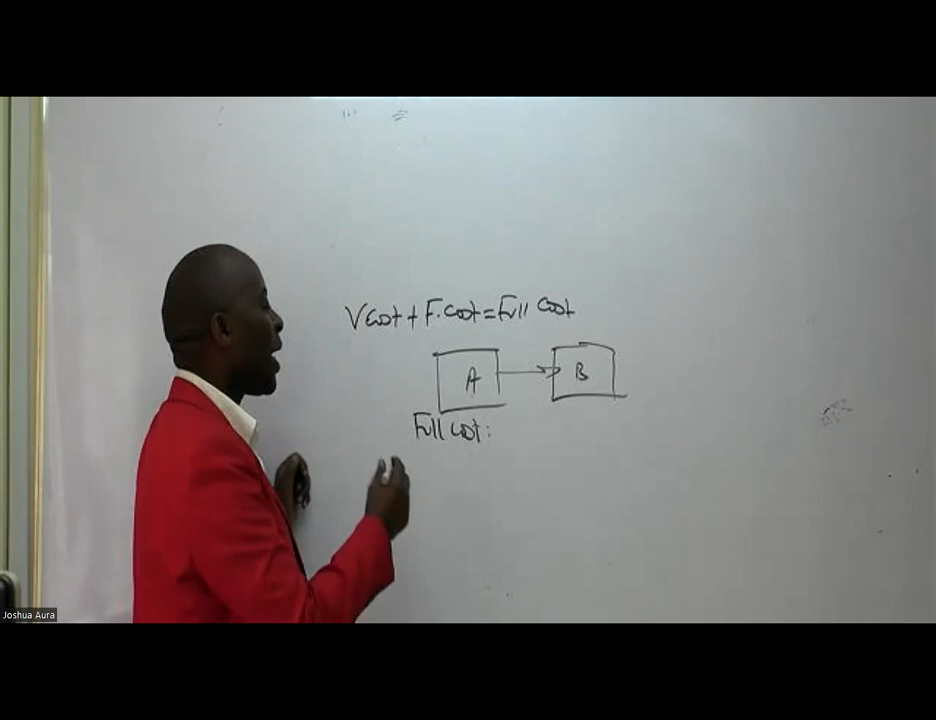 V cost + F. cost = Full cost
A
B
Full cost:
Joshua Aura